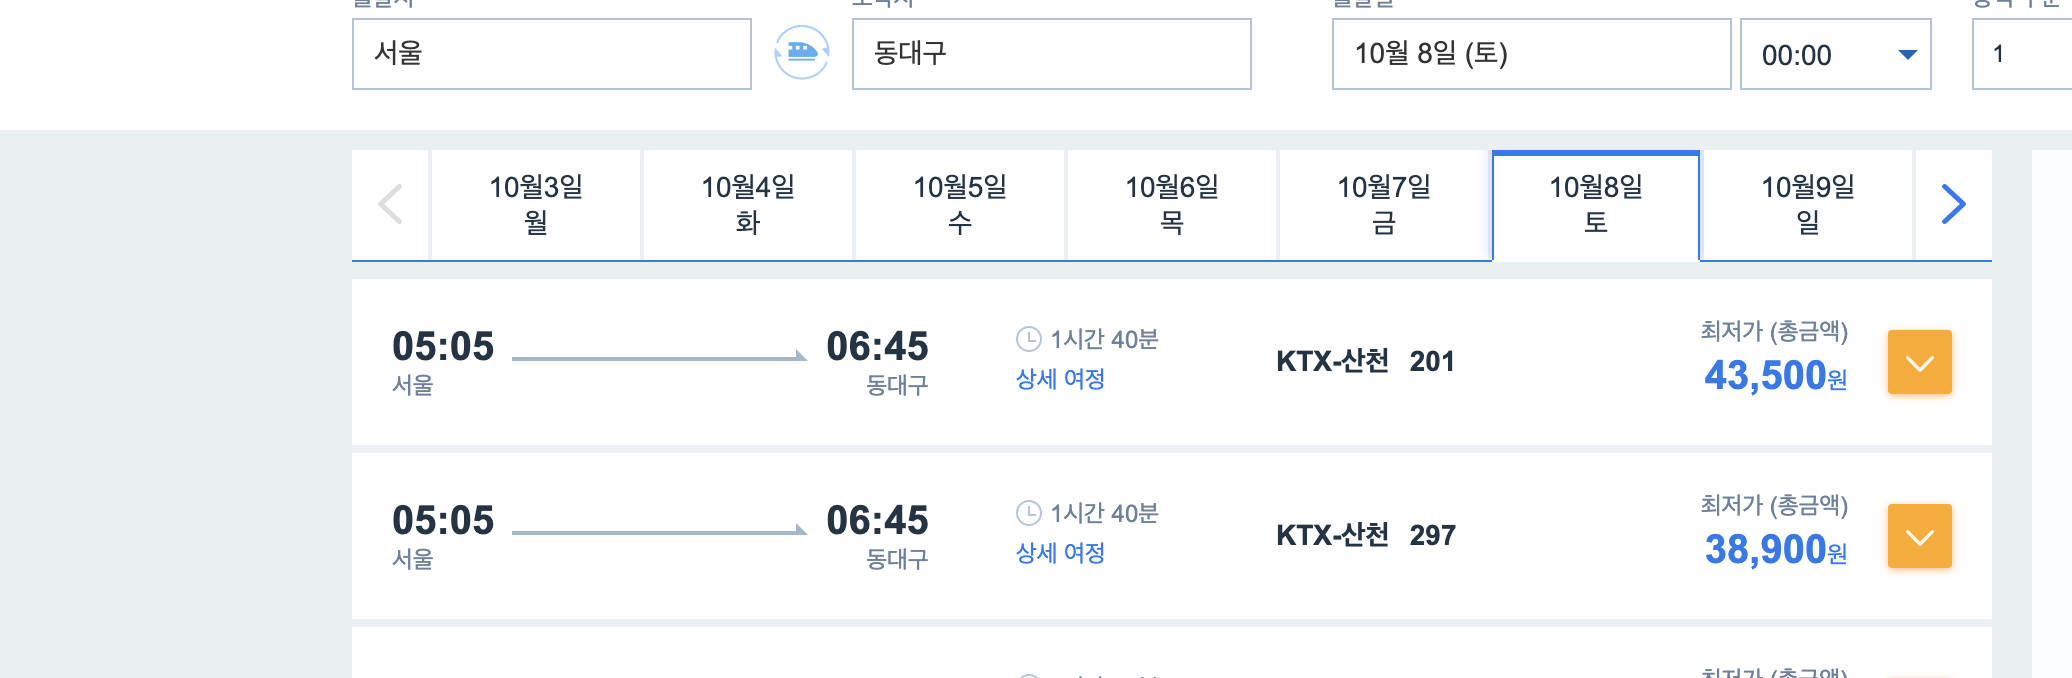 서울
동대구
10월 8일 (토)
00:00
1
10월3일
월
10월4일
화
10월5일
수
10월6일
목
10월7일
금
10월8일
토
10월9일
일
05:05
서울
06:45
동대구
1시간 40분
상세 여정
KTX-산천 201
최저가 (총금액)
43,500원
05:05
서울
06:45
동대구
1시간 40분
상세 여정
KTX-산천 297
최저가 (총금액)
38,900원